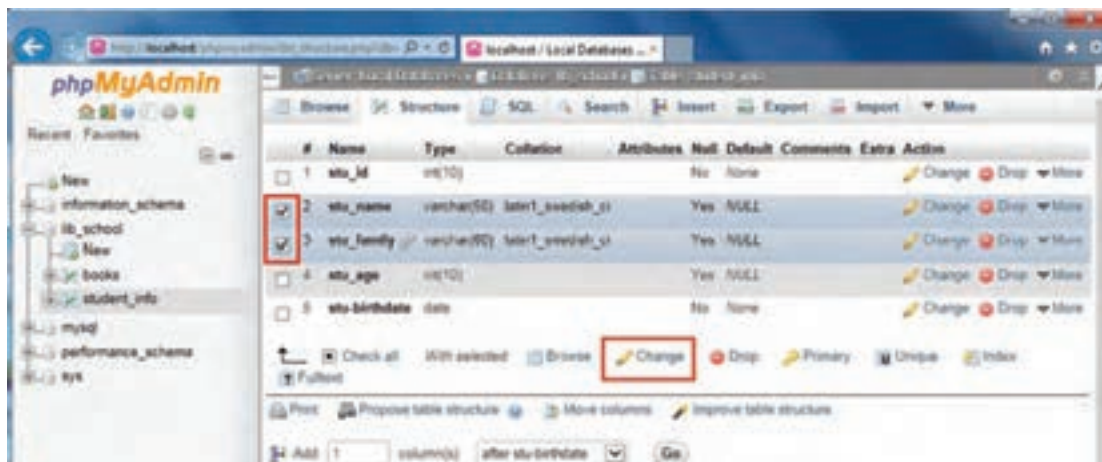 localhost / Local Databases ...
phpMyAdmin
Recent Favorites
New
information_schema
lib_school
New
books
student_info
mysql
performance_schema
sys
Browse Structure SQL Search Insert Export Import More
# Name Type Collation Attributes Null Default Comments Extra Action
1 stu_id int(10) No None Change Drop More
2 stu_name varchar(50) latin1_swedish_ci Yes NULL Change Drop More
3 stu_family latin1_swedish_ci Yes NULL Change Drop More
4 stu_age int(10) Yes NULL Change Drop More
5 stu-birthdate date No None Change Drop More
Check all With selected Browse Change Drop Primary Unique Index
Fulltext
Print Propose table structure Move columns Improve table structure
Add 1 column(s) after stu-birthdate Go